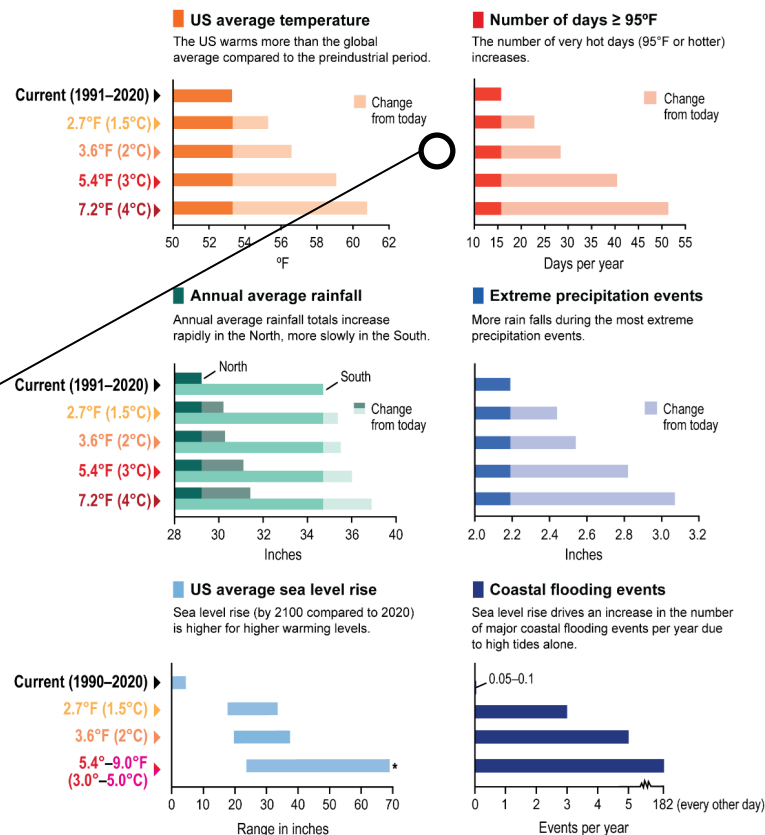 US average temperature
The US warms more than the global
average compared to the preindustrial period.
Current (1991–2020)
2.7°F (1.5°C)
3.6°F (2°C)
5.4°F (3°C)
7.2°F (4°C)
Change
from today
50 52 54 56 58 60 62
ºF
Number of days ≥ 95ºF
The number of very hot days (95°F or hotter)
increases.
Change
from today
10 15 20 25 30 35 40 45 50 55
Days per year
Annual average rainfall
Annual average rainfall totals increase
rapidly in the North, more slowly in the South.
North
South
Current (1991–2020)
2.7°F (1.5°C)
3.6°F (2°C)
5.4°F (3°C)
7.2°F (4°C)
Change
from today
28 30 32 34 36 38 40
Inches
Extreme precipitation events
More rain falls during the most extreme
precipitation events.
Change
from today
2.0 2.2 2.4 2.6 2.8 3.0 3.2
Inches
US average sea level rise
Sea level rise (by 2100 compared to 2020)
is higher for higher warming levels.
Current (1990–2020)
2.7°F (1.5°C)
3.6°F (2°C)
5.4°–9.0°F
(3.0°–5.0°C)
*
0 10 20 30 40 50 60 70
Range in inches
Coastal flooding events
Sea level rise drives an increase in the number
of major coastal flooding events per year due
to high tides alone.
0.05–0.1
0 1 2 3 4 5 182 (every other day)
Events per year